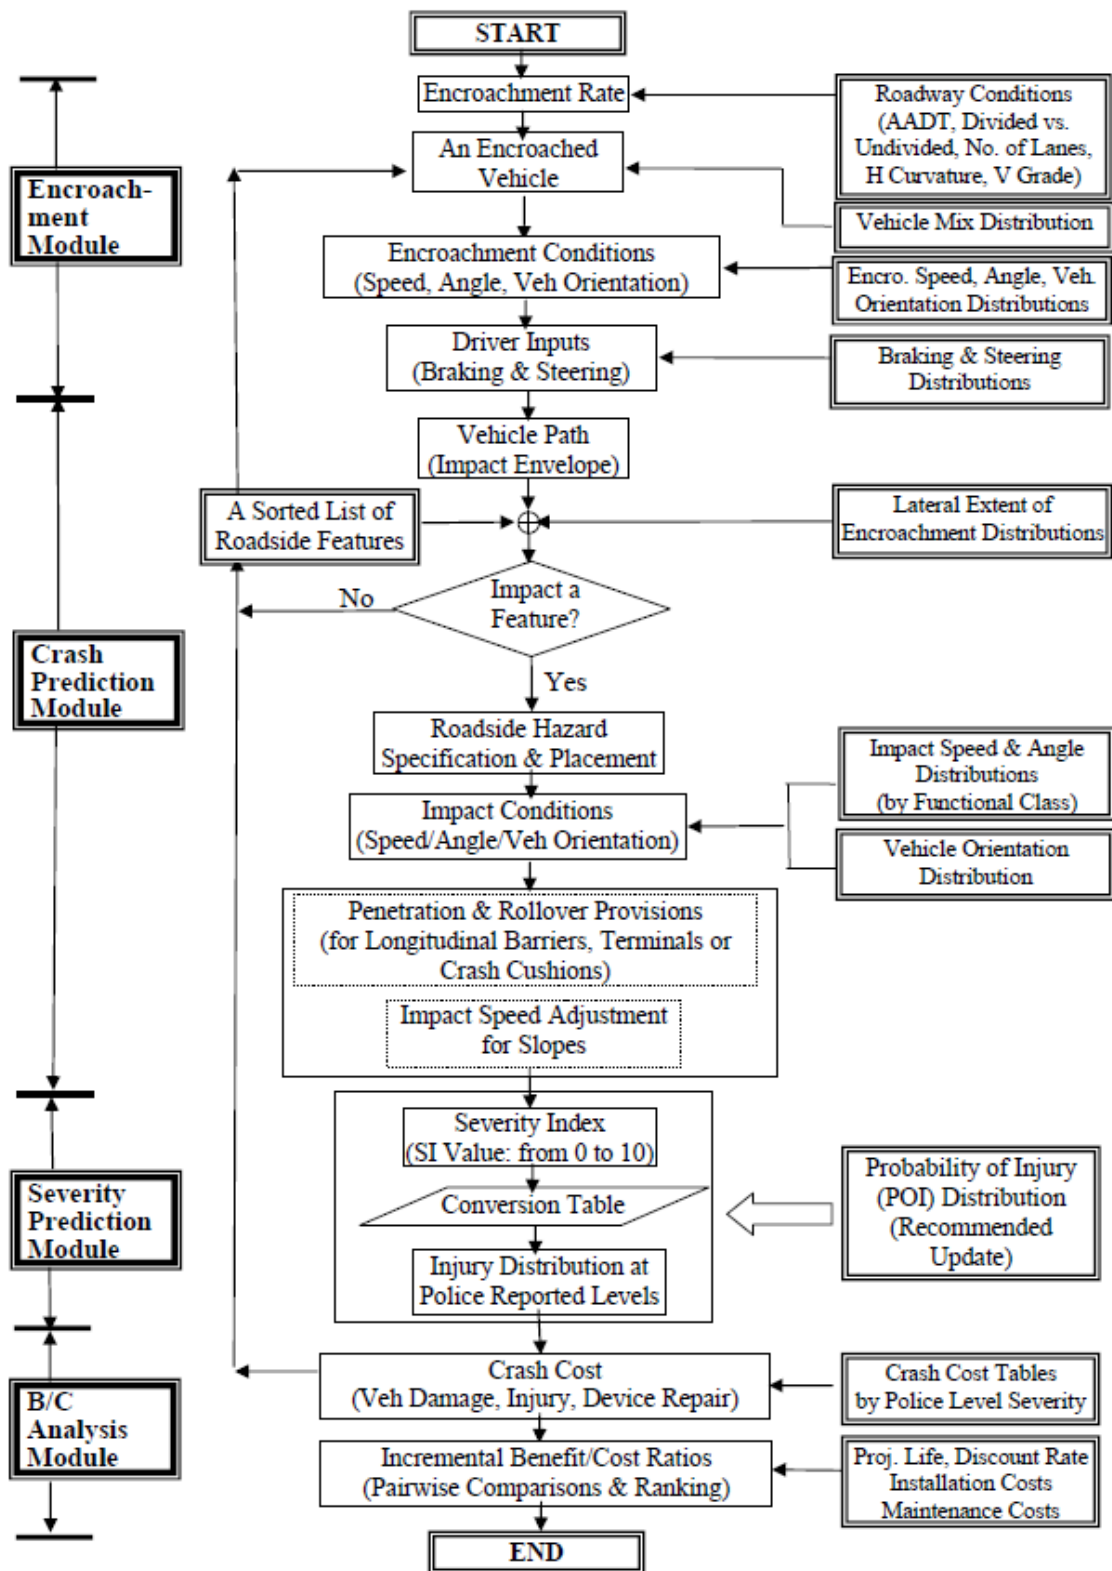 START
Encroachment Rate
Roadway Conditions
(AADT, Divided vs.
Undivided, No. of Lanes,
H Curvature, V Grade)
An Encroached
Vehicle
Encroach-
ment
Module
Vehicle Mix Distribution
Encroachment Conditions
(Speed, Angle, Veh Orientation)
Encro. Speed, Angle, Veh.
Orientation Distributions
Driver Inputs
(Braking & Steering)
Braking & Steering
Distributions
Vehicle Path
(Impact Envelope)
A Sorted List of
Roadside Features
Lateral Extent of
Encroachment Distributions
Impact a
Feature?
No
Yes
Crash
Prediction
Module
Roadside Hazard
Specification & Placement
Impact Speed & Angle
Distributions
(by Functional Class)
Impact Conditions
(Speed/Angle/Veh Orientation)
Vehicle Orientation
Distribution
Penetration & Rollover Provisions
(for Longitudinal Barriers, Terminals or
Crash Cushions)
Impact Speed Adjustment
for Slopes
Severity Index
(SI Value: from 0 to 10)
Severity
Prediction
Module
Conversion Table
Probability of Injury
(POI) Distribution
(Recommended
Update)
Injury Distribution at
Police Reported Levels
Crash Cost
(Veh Damage, Injury, Device Repair)
Crash Cost Tables
by Police Level Severity
B/C
Analysis
Module
Incremental Benefit/Cost Ratios
(Pairwise Comparisons & Ranking)
Proj. Life, Discount Rate
Installation Costs
Maintenance Costs
END